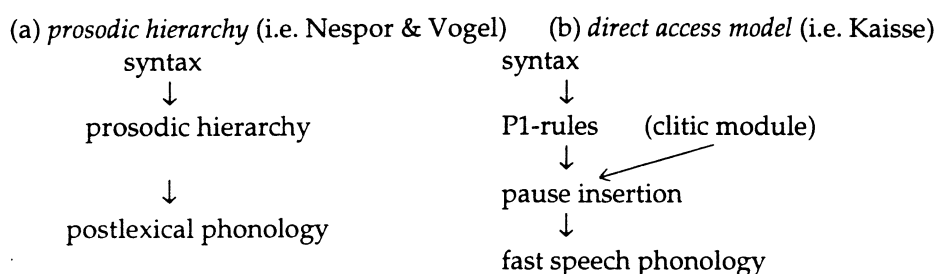 (a) prosodic hierarchy (i.e. Nespor & Vogel) (b) direct access model (i.e. Kaisse)
syntax syntax
↓ ↓
prosodic hierarchy P1-rules (clitic module)
↓ ↓
pause insertion
↓
postlexical phonology
fast speech phonology